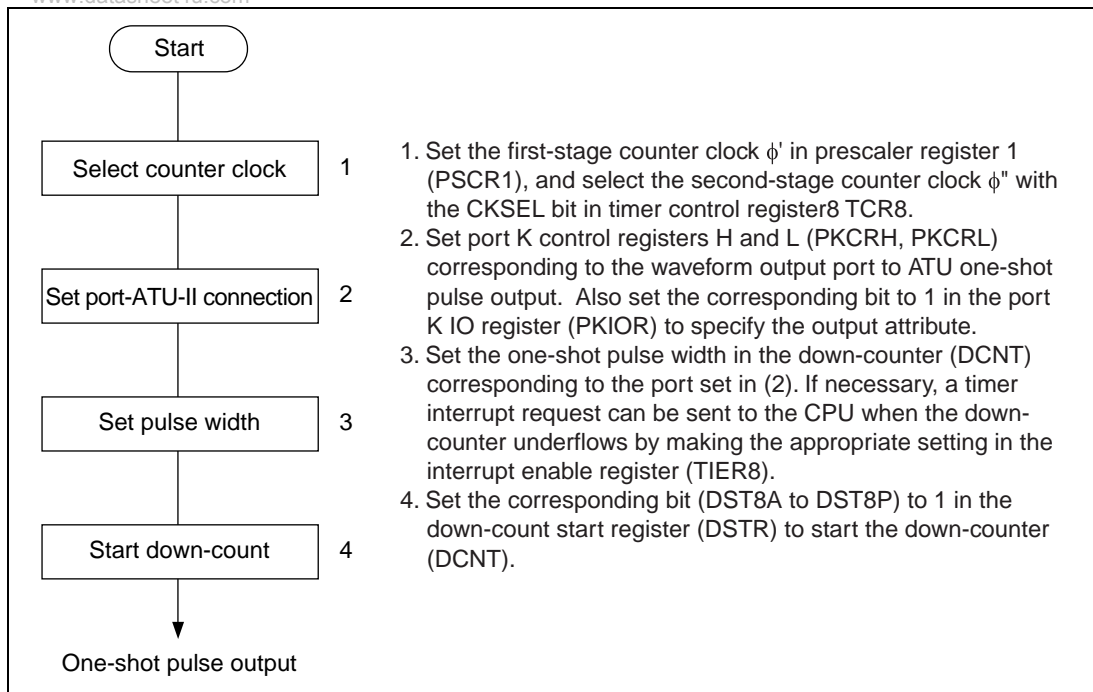 www.datasheet4u.com
Start
Select counter clock 1
Set port-ATU-II connection 2
Set pulse width 3
Start down-count 4
One-shot pulse output
1. Set the first-stage counter clock ϕ' in prescaler register 1
(PSCR1), and select the second-stage counter clock ϕ" with
the CKSEL bit in timer control register8 TCR8.
2. Set port K control registers H and L (PKCRH, PKCRL)
corresponding to the waveform output port to ATU one-shot
pulse output. Also set the corresponding bit to 1 in the port
K IO register (PKIOR) to specify the output attribute.
3. Set the one-shot pulse width in the down-counter (DCNT)
corresponding to the port set in (2). If necessary, a timer
interrupt request can be sent to the CPU when the down-
counter underflows by making the appropriate setting in the
interrupt enable register (TIER8).
4. Set the corresponding bit (DST8A to DST8P) to 1 in the
down-count start register (DSTR) to start the down-counter
(DCNT).